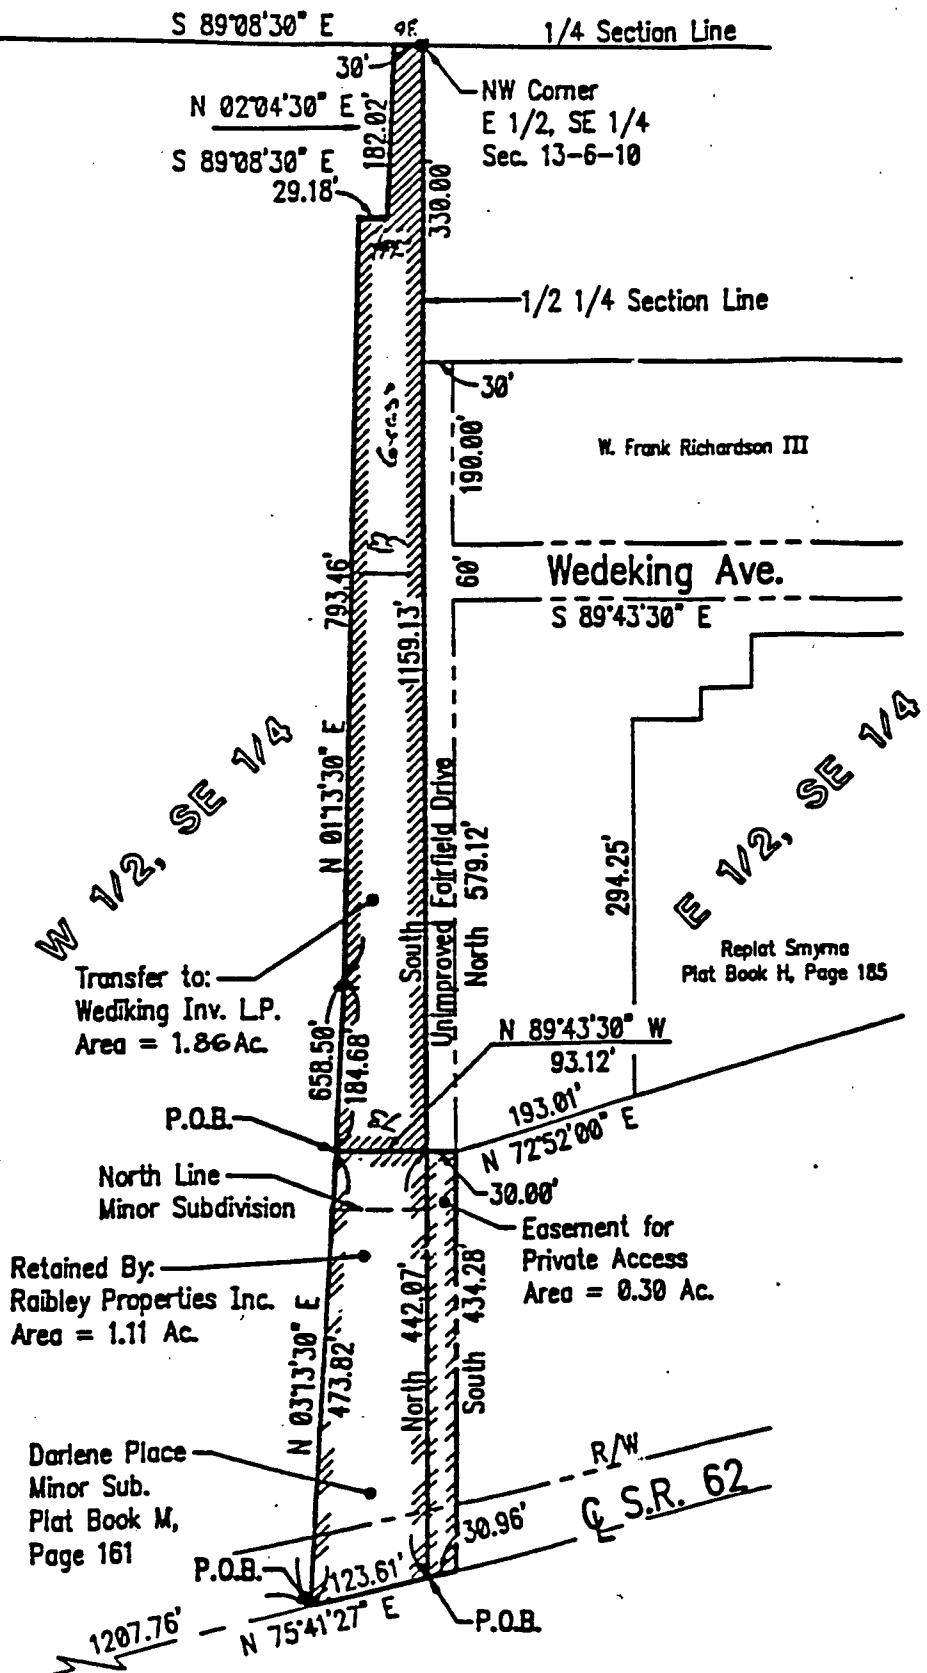 S 89°08'30" E
1/4 Section Line
30'
NW Corner
E 1/2, SE 1/4
Sec. 13-6-10
N 02°04'30" E
182.02'
S 89°08'30" E
29.18'
330.00
1/2 1/4 Section Line
30'
Grass
190.00'
W. Frank Richardson III
Wedeking Ave.
60'
S 89°43'30" E
793.46'
1159.13'
W 1/2, SE 1/4
E 1/2, SE 1/4
N 01°13'30" E
South
Unimproved Fairfield Drive
North 579.12'
294.25'
Replat Smyrna
Plat Book H, Page 185
Transfer to:
Wediking Inv. L.P.
Area = 1.86 Ac.
658.50'
184.68'
N 89°43'30" W
93.12'
193.01'
N 72°52'00" E
P.O.B.
North Line
Minor Subdivision
30.00'
Easement for
Private Access
Area = 0.30 Ac.
Retained By:
Raibley Properties Inc.
Area = 1.11 Ac.
N 03°13'30" E
473.82'
North 442.07'
South 434.28'
Darlene Place
Minor Sub.
Plat Book M,
Page 161
R/W
℄ S.R. 62
30.96'
P.O.B.
123.61'
N 75°41'27" E
P.O.B.
1207.76'